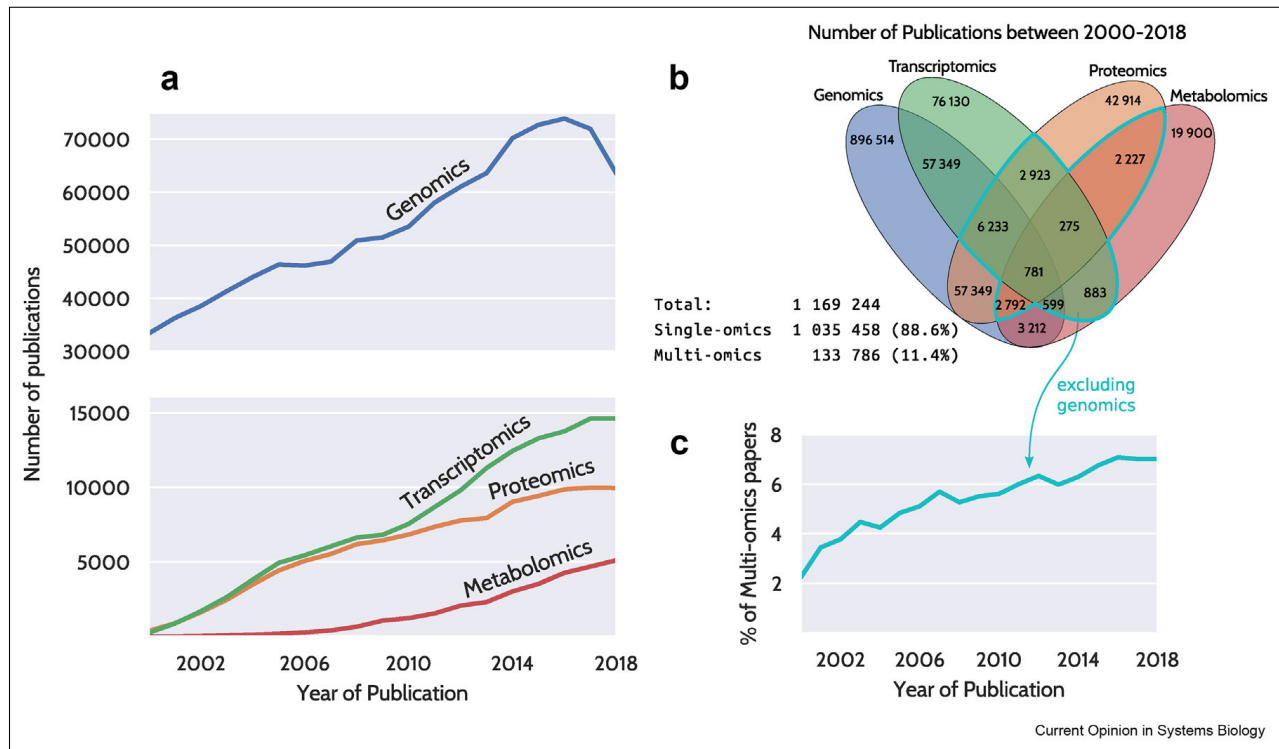 a
Number of publications
70000
60000
50000
40000
30000
Genomics
15000
10000
5000
Transcriptomics
Proteomics
Metabolomics
2002 2006 2010 2014 2018
Year of Publication
b
Number of Publications between 2000-2018
Genomics
Transcriptomics
Proteomics
Metabolomics
896 514
76 130
42 914
19 900
57 349
2 923
2 227
6 233
275
781
57 349
2 792
599
883
3 212
Total: 1 169 244
Single-omics 1 035 458 (88.6%)
Multi-omics 133 786 (11.4%)
excluding
genomics
c
% of Multi-omics papers
8
6
4
2
2002 2006 2010 2014 2018
Year of Publication
Current Opinion in Systems Biology